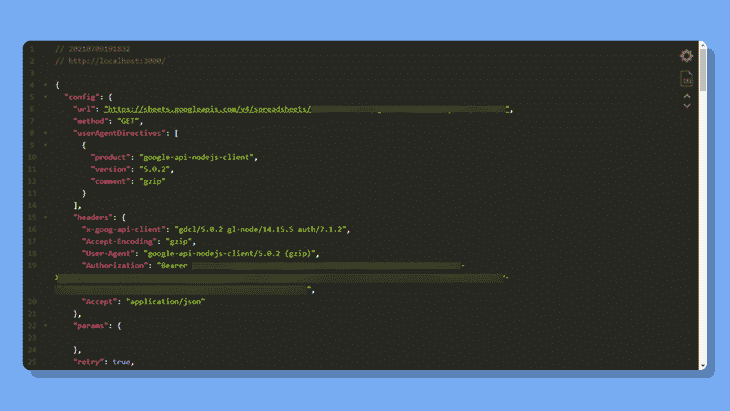 1 // 20210709191832
2 // http://localhost:3000/
3
4 {
5 "config": {
6 "url": "https://sheets.googleapis.com/v4/spreadsheets/ ",
7 "method": "GET",
8 "userAgentDirectives": [
9 {
10 "product": "google-api-nodejs-client",
11 "version": "5.0.2",
12 "comment": "gzip"
13 }
14 ],
15 "headers": {
16 "x-goog-api-client": "gdcl/5.0.2 gl-node/14.15.5 auth/7.1.2",
17 "Accept-Encoding": "gzip",
18 "User-Agent": "google-api-nodejs-client/5.0.2 (gzip)",
19 "Authorization": "Bearer
",
20 "Accept": "application/json"
21 },
22 "params": {
23
24 },
25 "retry": true,